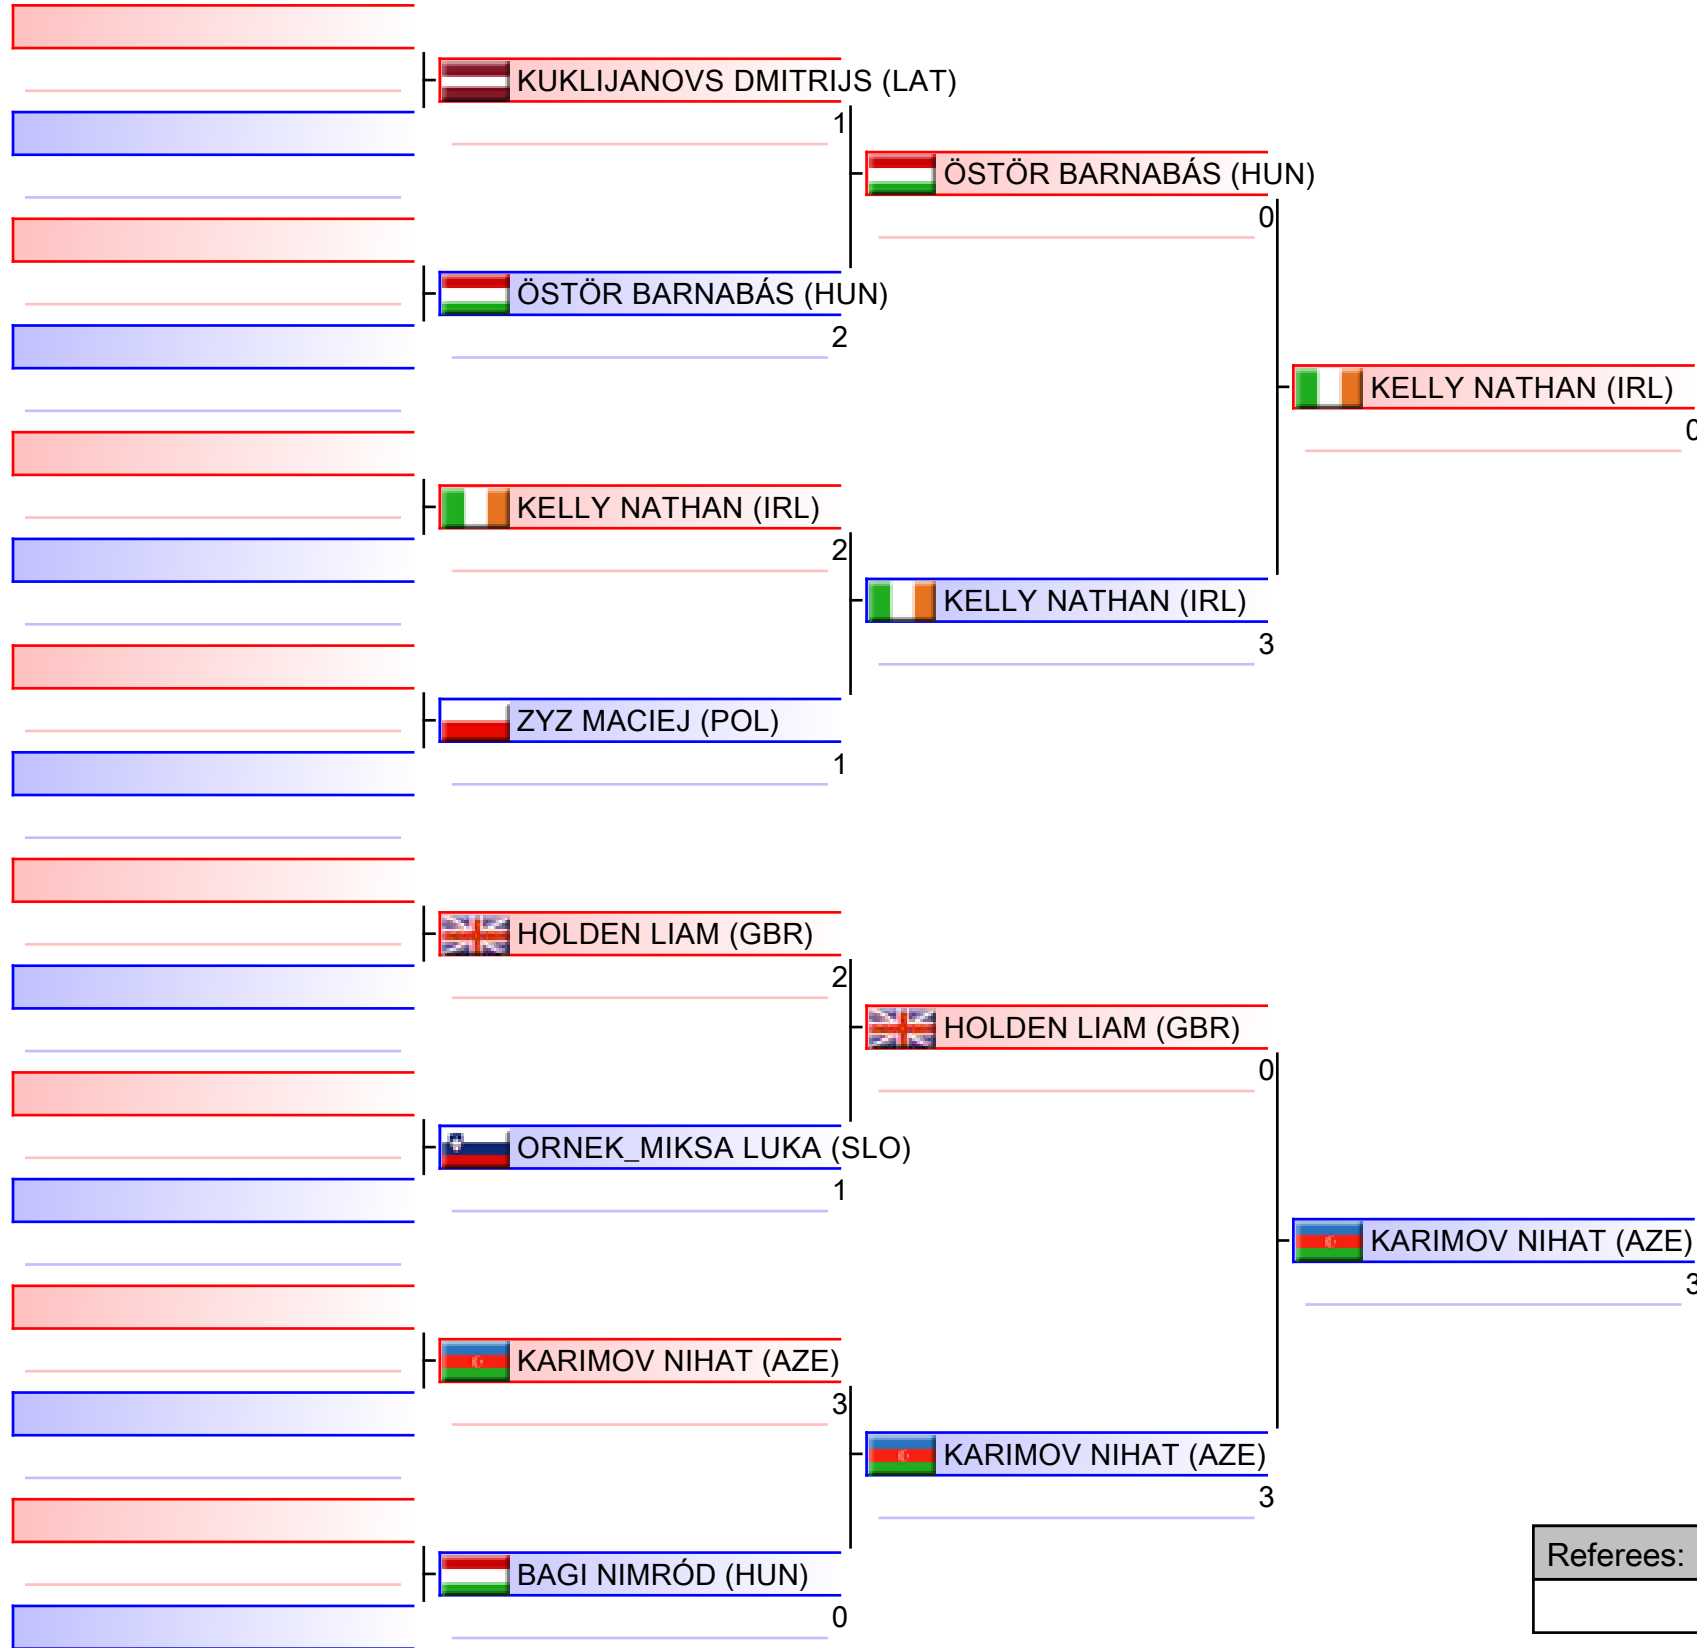 KUKLIJANOVS DMITRIJS (LAT)
1
ÖSTÖR BARNABÁS (HUN)
0
ÖSTÖR BARNABÁS (HUN)
2
KELLY NATHAN (IRL)
0
KELLY NATHAN (IRL)
2
KELLY NATHAN (IRL)
3
ZYZ MACIEJ (POL)
1
HOLDEN LIAM (GBR)
2
HOLDEN LIAM (GBR)
0
ORNEK_MIKSA LUKA (SLO)
1
KARIMOV NIHAT (AZE)
3
KARIMOV NIHAT (AZE)
3
KARIMOV NIHAT (AZE)
3
BAGI NIMRÓD (HUN)
0
Referees: